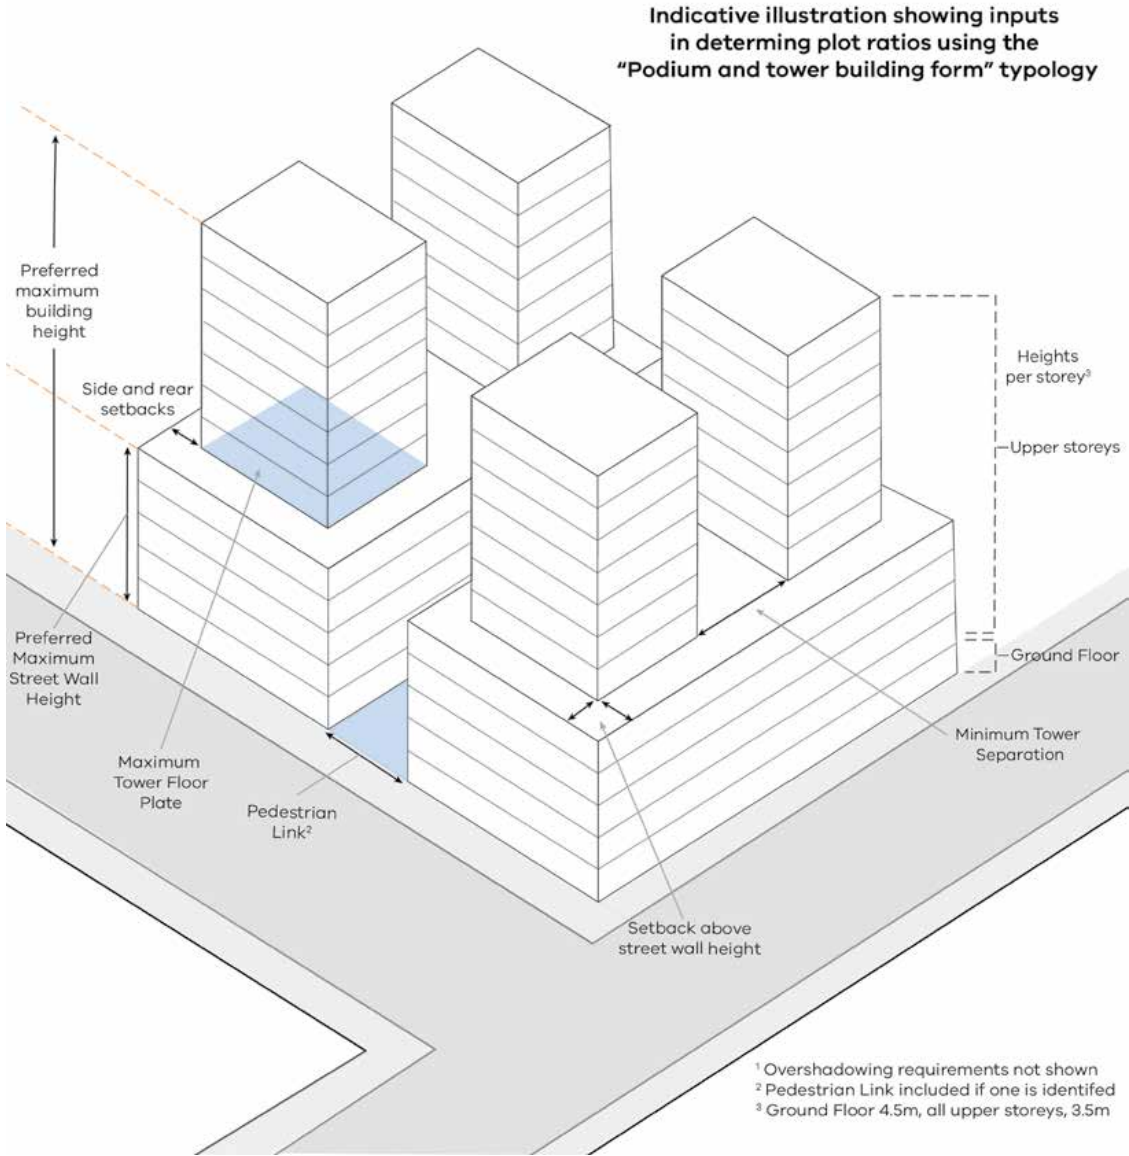 Indicative illustration showing inputs
in determing plot ratios using the
“Podium and tower building form” typology
Preferred
maximum
building
height
Side and rear
setbacks
Heights
per storey³
Upper storeys
Preferred
Maximum
Street Wall
Height
Ground Floor
Maximum
Tower Floor
Plate
Minimum Tower
Separation
Pedestrian
Link²
Setback above
street wall height
¹ Overshadowing requirements not shown
² Pedestrian Link included if one is identifed
³ Ground Floor 4.5m, all upper storeys, 3.5m